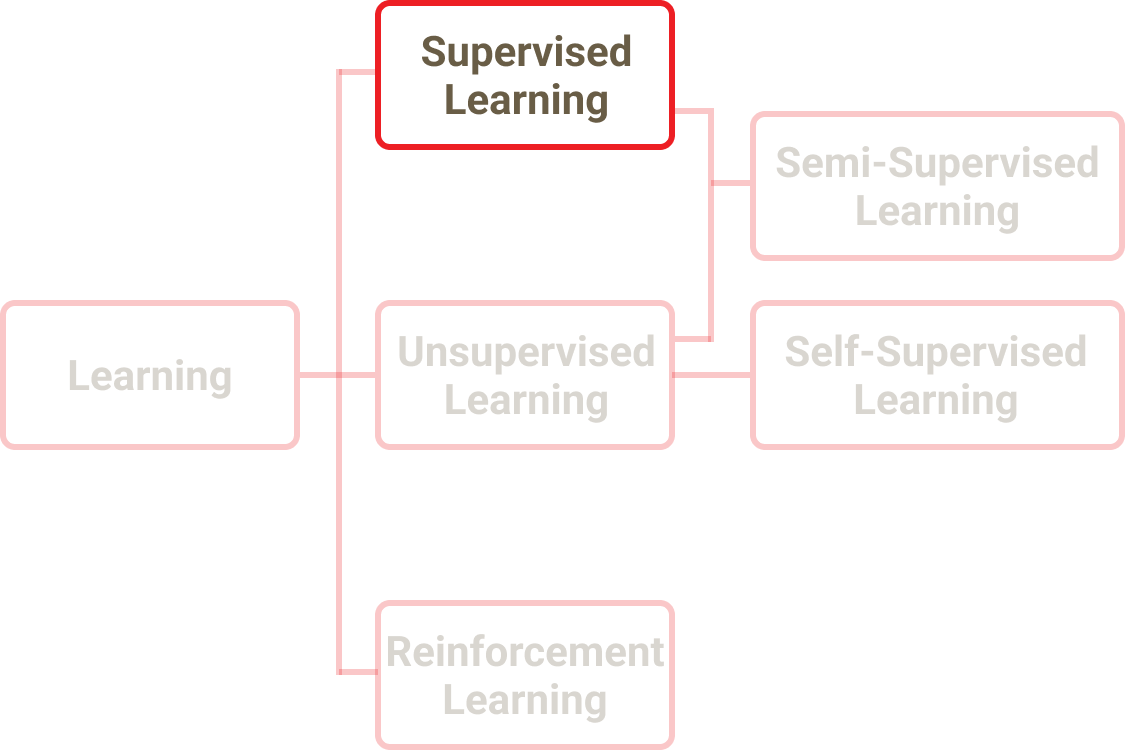 Supervised
Learning
Semi-Supervised
Learning
Learning
Unsupervised
Learning
Self-Supervised
Learning
Reinforcement
Learning